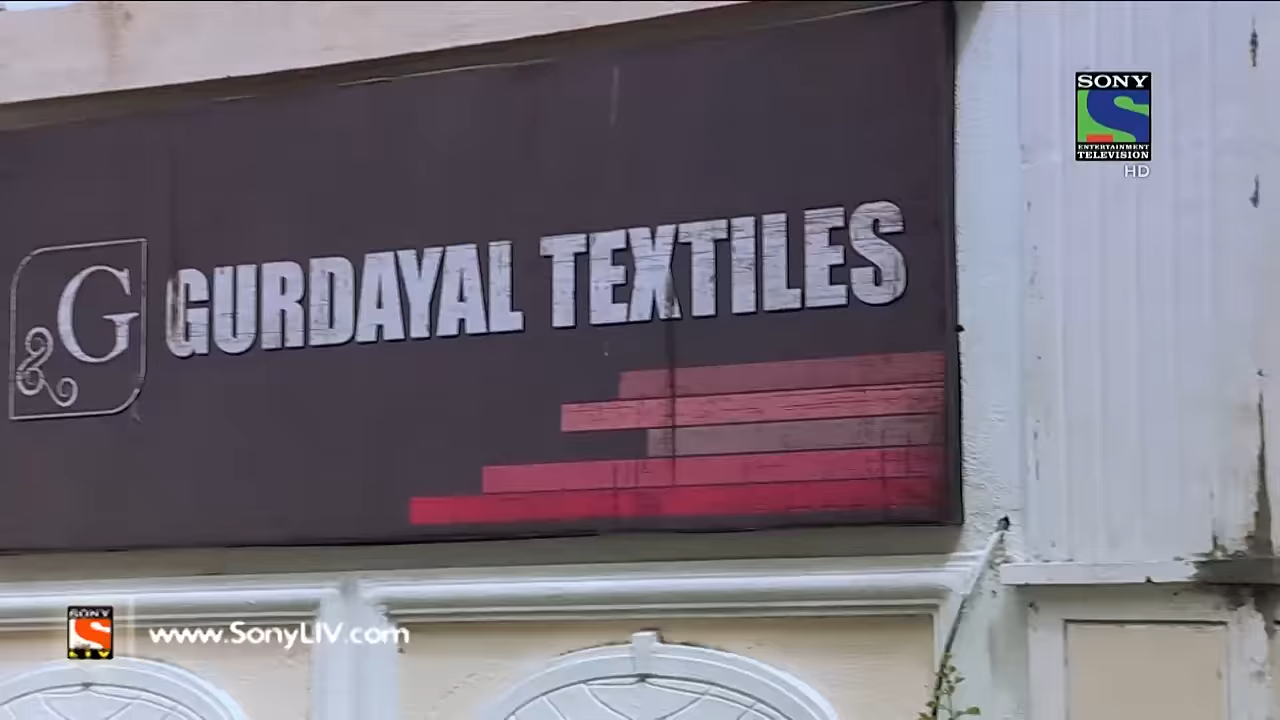 SONY
ENTERTAINMENT
TELEVISION
HD
G
GURDAYAL TEXTILES
SONY
LIV
www.SonyLIV.com